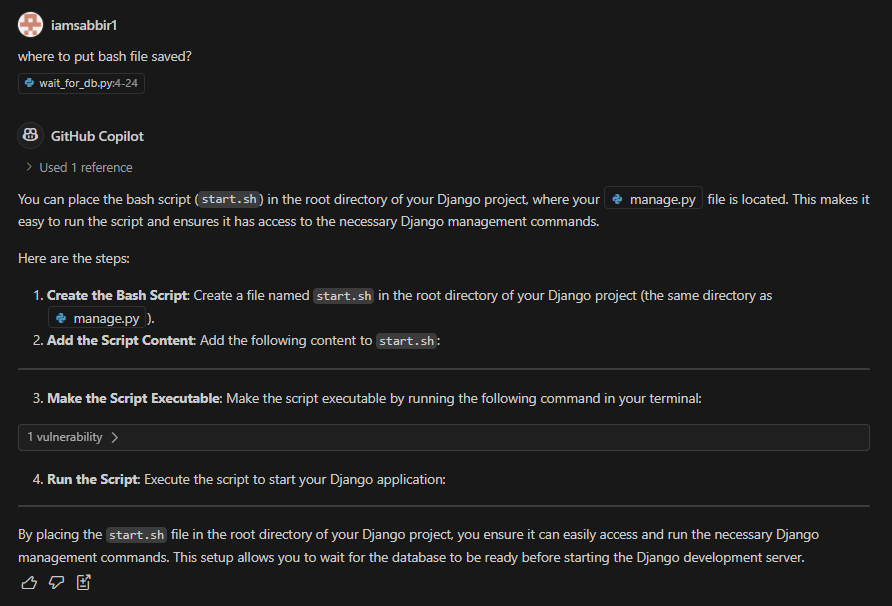 iamsabbir1
where to put bash file saved?
wait_for_db.py:4-24
GitHub Copilot
Used 1 reference
You can place the bash script (start.sh) in the root directory of your Django project, where your manage.py file is located. This makes it
easy to run the script and ensures it has access to the necessary Django management commands.
Here are the steps:
1. Create the Bash Script: Create a file named start.sh in the root directory of your Django project (the same directory as
manage.py ).
2. Add the Script Content: Add the following content to start.sh:
3. Make the Script Executable: Make the script executable by running the following command in your terminal:
1 vulnerability
4. Run the Script: Execute the script to start your Django application:
By placing the start.sh file in the root directory of your Django project, you ensure it can easily access and run the necessary Django
management commands. This setup allows you to wait for the database to be ready before starting the Django development server.